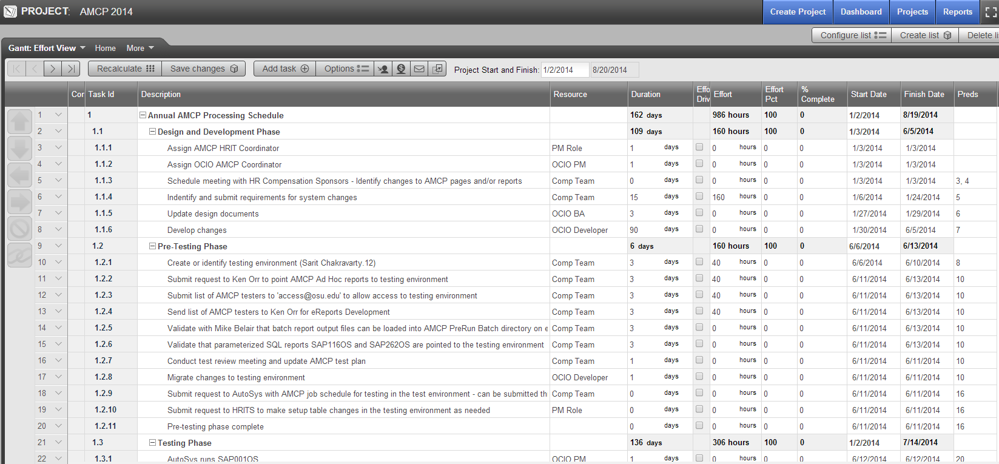 PROJECT: AMCP 2014
Create Project Dashboard Projects Reports
Configure list Create list Delete li
Gantt: Effort View Home More
Recalculate Save changes Add task Options Project Start and Finish: 1/2/2014 8/20/2014
Cor Task Id Description Resource Duration Effo Driv Effort Effort Pct % Complete Start Date Finish Date Preds
1 1 Annual AMCP Processing Schedule 162 days 986 hours 100 0 1/2/2014 8/19/2014
2 1.1 Design and Development Phase 109 days 160 hours 100 0 1/3/2014 6/5/2014
3 1.1.1 Assign AMCP HRIT Coordinator PM Role 1 days 0 hours 0 0 1/3/2014 1/3/2014
4 1.1.2 Assign OCIO AMCP Coordinator OCIO PM 1 days 0 hours 0 0 1/3/2014 1/3/2014
5 1.1.3 Schedule meeting with HR Compensation Sponsors - Identify changes to AMCP pages and/or reports Comp Team 0 days 0 hours 0 0 1/3/2014 1/3/2014 3, 4
6 1.1.4 Indentify and submit requirements for system changes Comp Team 15 days 160 hours 0 0 1/6/2014 1/24/2014 5
7 1.1.5 Update design documents OCIO BA 3 days 0 hours 0 0 1/27/2014 1/29/2014 6
8 1.1.6 Develop changes OCIO Developer 90 days 0 hours 0 0 1/30/2014 6/5/2014 7
9 1.2 Pre-Testing Phase 6 days 160 hours 100 0 6/6/2014 6/13/2014
10 1.2.1 Create or identify testing environment (Sarit Chakravarty.12) Comp Team 3 days 40 hours 0 0 6/6/2014 6/10/2014 8
11 1.2.2 Submit request to Ken Orr to point AMCP Ad Hoc reports to testing environment Comp Team 3 days 40 hours 0 0 6/11/2014 6/13/2014 10
12 1.2.3 Submit list of AMCP testers to 'access@osu.edu' to allow access to testing environment Comp Team 3 days 40 hours 0 0 6/11/2014 6/13/2014 10
13 1.2.4 Send list of AMCP testers to Ken Orr for eReports Development Comp Team 3 days 40 hours 0 0 6/11/2014 6/13/2014 10
14 1.2.5 Validate with Mike Belair that batch report output files can be loaded into AMCP PreRun Batch directory on e Comp Team 3 days 0 hours 0 0 6/11/2014 6/13/2014 10
15 1.2.6 Validate that parameterized SQL reports SAP116OS and SAP262OS are pointed to the testing environment Comp Team 3 days 0 hours 0 0 6/11/2014 6/13/2014 10
16 1.2.7 Conduct test review meeting and update AMCP test plan Comp Team 1 days 0 hours 0 0 6/11/2014 6/11/2014 10
17 1.2.8 Migrate changes to testing environment OCIO Developer 1 days 0 hours 0 0 6/11/2014 6/11/2014 10
18 1.2.9 Submit request to AutoSys with AMCP job schedule for testing in the test environment - can be submitted th Comp Team 0 days 0 hours 0 0 6/11/2014 6/11/2014 16
19 1.2.10 Submit request to HRITS to make setup table changes in the testing environment as needed PM Role 0 days 0 hours 0 0 6/11/2014 6/11/2014 16
20 1.2.11 Pre-testing phase complete 0 days 0 hours 0 0 6/11/2014 6/11/2014 16
21 1.3 Testing Phase 136 days 306 hours 100 0 1/2/2014 7/14/2014
22 1.3.1 AutoSys runs SAP001OS OCIO PM 1 days 0 hours 0 0 6/12/2014 6/12/2014 20